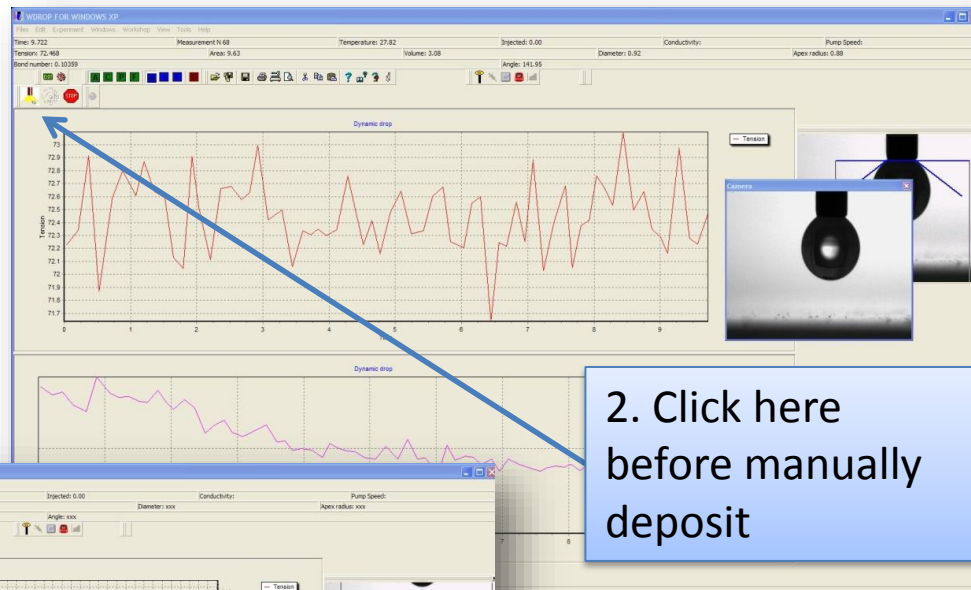 WDROP FOR WINDOWS XP
Files Edit Experiment Windows Workshop View Tools Help
Time: 9.722 Measurement N 68 Temperature: 27.82 Injected: 0.00 Conductivity: Pump Speed:
Tension: 72.468 Area: 9.63 Volume: 3.08 Diameter: 0.92 Apex radius: 0.88
Bond number: 0.10359 Angle: 141.95
STOP
Dynamic drop
Tension
73
72.9
72.8
72.7
72.6
72.5
72.4
72.3
72.2
72.1
72
71.9
71.8
71.7
Tension
0 1 2 3 4 5 6 7 8 9
Camera
Dynamic drop
2. Click here
before manually
deposit
7 8
Injected: 0.00 Conductivity: Pump Speed:
Diameter: xxx Apex radius: xxx
Angle: xxx
Tension